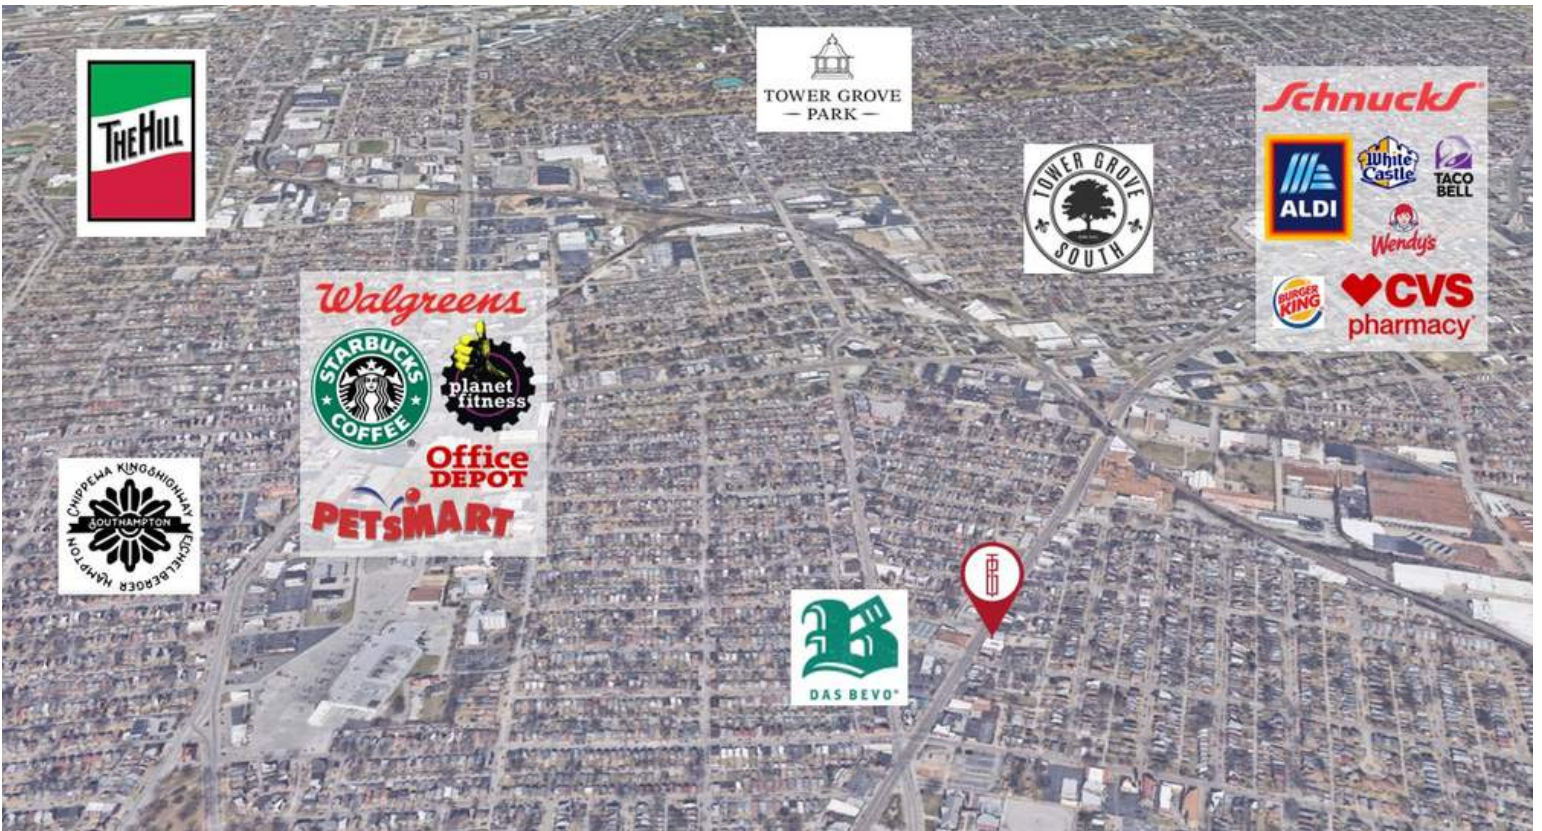 THE HILL
TOWER GROVE
PARK
TOWER GROVE
SOUTH
Schnucks
ALDI
White
Castle
TACO
BELL
Wendy's
BURGER
KING
CVS
pharmacy
Walgreens
STARBUCKS
COFFEE
planet
fitness
Office
DEPOT
PETSMART
CHIPPEWA KINGSHIGHWAY
SOUTHAMPTON
EICHELBERGER HAMPTON
B
DAS BEVO